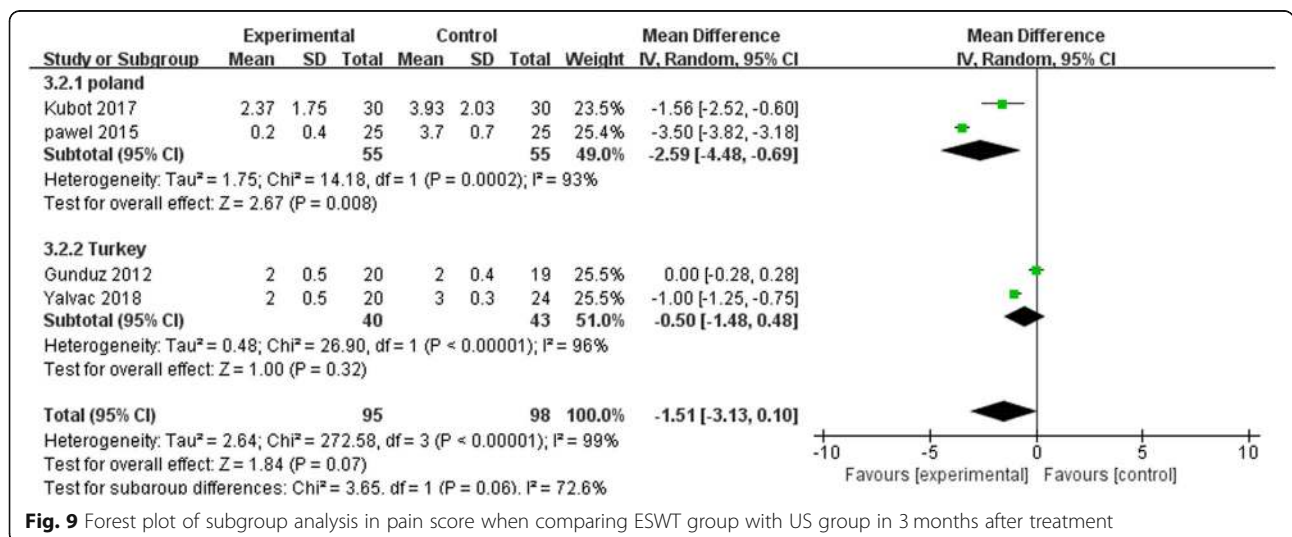 Experimental Control Mean Difference Mean Difference
Study or Subgroup Mean SD Total Mean SD Total Weight IV, Random, 95% CI IV, Random, 95% CI
3.2.1 poland
Kubot 2017 2.37 1.75 30 3.93 2.03 30 23.5% -1.56 [-2.52, -0.60]
pawel 2015 0.2 0.4 25 3.7 0.7 25 25.4% -3.50 [-3.82, -3.18]
Subtotal (95% CI) 55 55 49.0% -2.59 [-4.48, -0.69]
Heterogeneity: Tau² = 1.75; Chi² = 14.18, df = 1 (P = 0.0002); I² = 93%
Test for overall effect: Z = 2.67 (P = 0.008)
3.2.2 Turkey
Gunduz 2012 2 0.5 20 2 0.4 19 25.5% 0.00 [-0.28, 0.28]
Yalvac 2018 2 0.5 20 3 0.3 24 25.5% -1.00 [-1.25, -0.75]
Subtotal (95% CI) 40 43 51.0% -0.50 [-1.48, 0.48]
Heterogeneity: Tau² = 0.48; Chi² = 26.90, df = 1 (P < 0.00001); I² = 96%
Test for overall effect: Z = 1.00 (P = 0.32)
Total (95% CI) 95 98 100.0% -1.51 [-3.13, 0.10]
Heterogeneity: Tau² = 2.64; Chi² = 272.58, df = 3 (P < 0.00001); I² = 99%
Test for overall effect: Z = 1.84 (P = 0.07)
Test for subgroup differences: Chi² = 3.65, df = 1 (P = 0.06), I² = 72.6%
-10 -5 0 5 10
Favours [experimental] Favours [control]
Fig. 9 Forest plot of subgroup analysis in pain score when comparing ESWT group with US group in 3 months after treatment